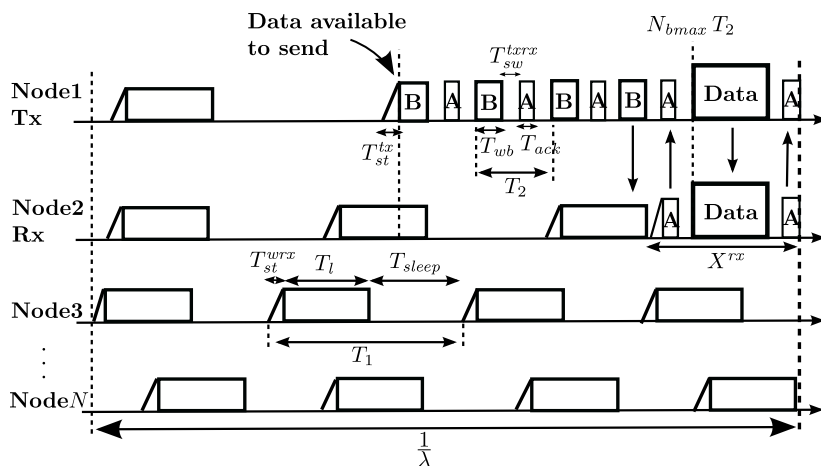 Data available
to send
N_{bmax} T_2
T_{sw}^{txrx}
Node1
Tx
B A B A B A B A Data A
T_{st}^{tx}
T_{wb} T_{ack}
T_2
Node2
Rx
A Data A
X^{rx}
T_{st}^{wrx} T_l T_{sleep}
Node3
T_1
⋮
NodeN
1/λ